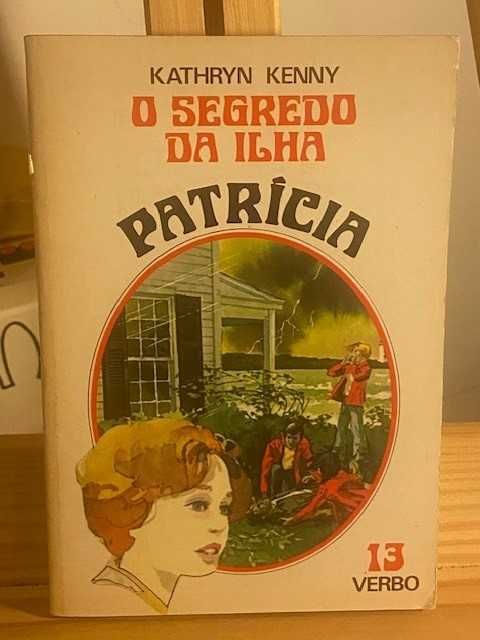 KATHRYN KENNY
O SEGREDO
DA ILHA
PATRÍCIA
13
VERBO